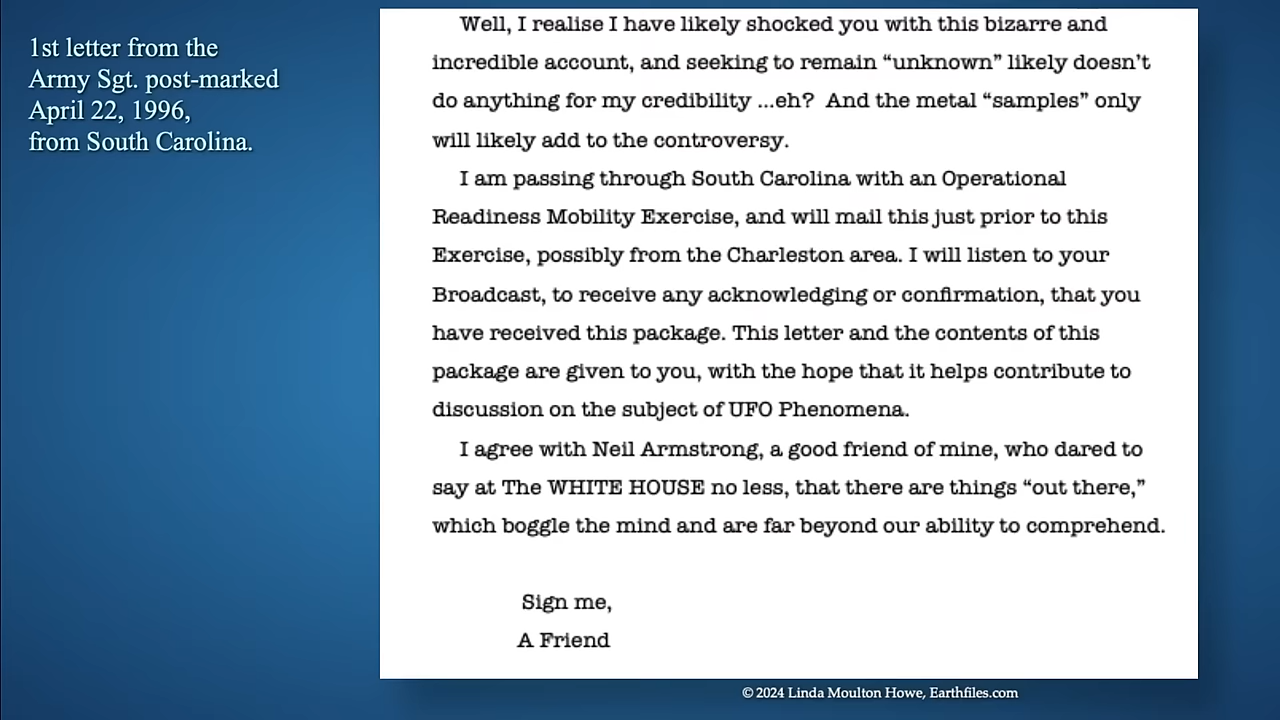 1st letter from the
Army Sgt. post-marked
April 22, 1996,
from South Carolina.
Well, I realise I have likely shocked you with this bizarre and
incredible account, and seeking to remain “unknown” likely doesn’t
do anything for my credibility ...eh?  And the metal “samples” only
will likely add to the controversy.
I am passing through South Carolina with an Operational
Readiness Mobility Exercise, and will mail this just prior to this
Exercise, possibly from the Charleston area. I will listen to your
Broadcast, to receive any acknowledging or confirmation, that you
have received this package. This letter and the contents of this
package are given to you, with the hope that it helps contribute to
discussion on the subject of UFO Phenomena.
I agree with Neil Armstrong, a good friend of mine, who dared to
say at The WHITE HOUSE no less, that there are things “out there,”
which boggle the mind and are far beyond our ability to comprehend.
Sign me,
A Friend
© 2024 Linda Moulton Howe, Earthfiles.com